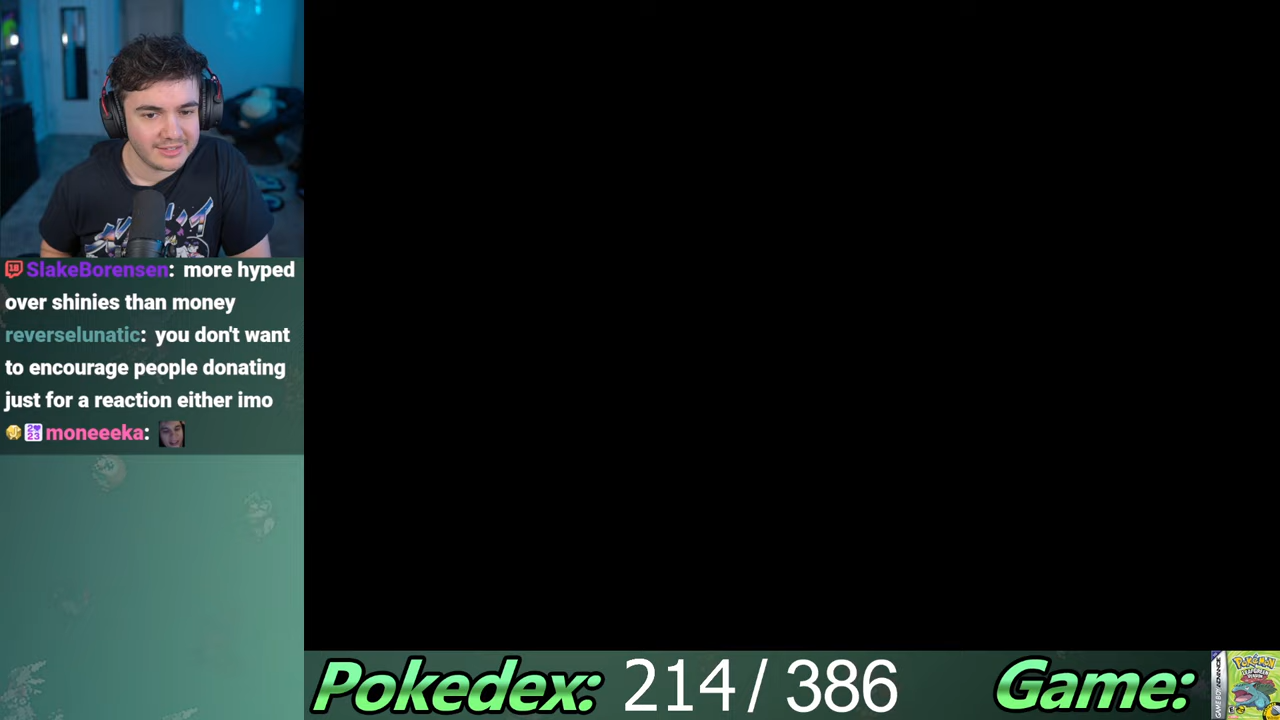 SlakeBorensen: more hyped
over shinies than money
reverselunatic: you don't want
to encourage people donating
just for a reaction either imo
moneeeka:
Pokedex: 214 / 386
Game:
POKÉMON